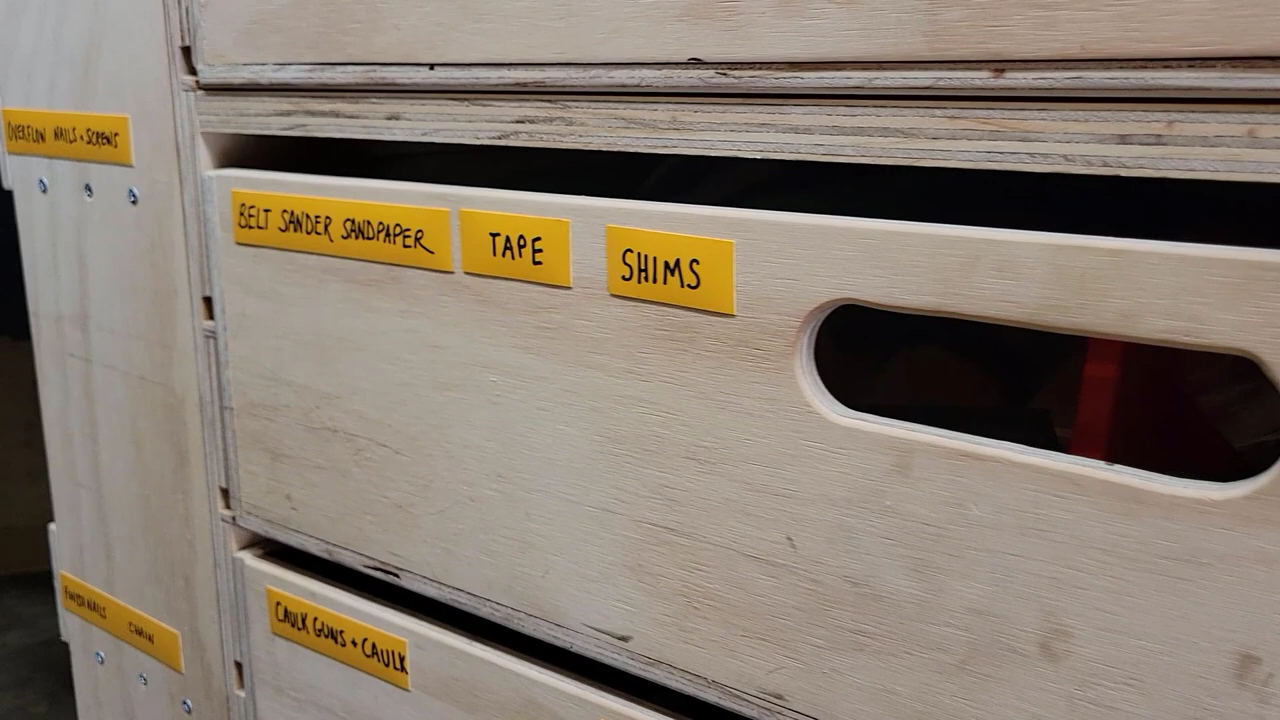 OVERFLOW NAILS + SCREWS
BELT SANDER SANDPAPER
TAPE
SHIMS
FINISH NAILS CHAIN
CAULK GUNS + CAULK